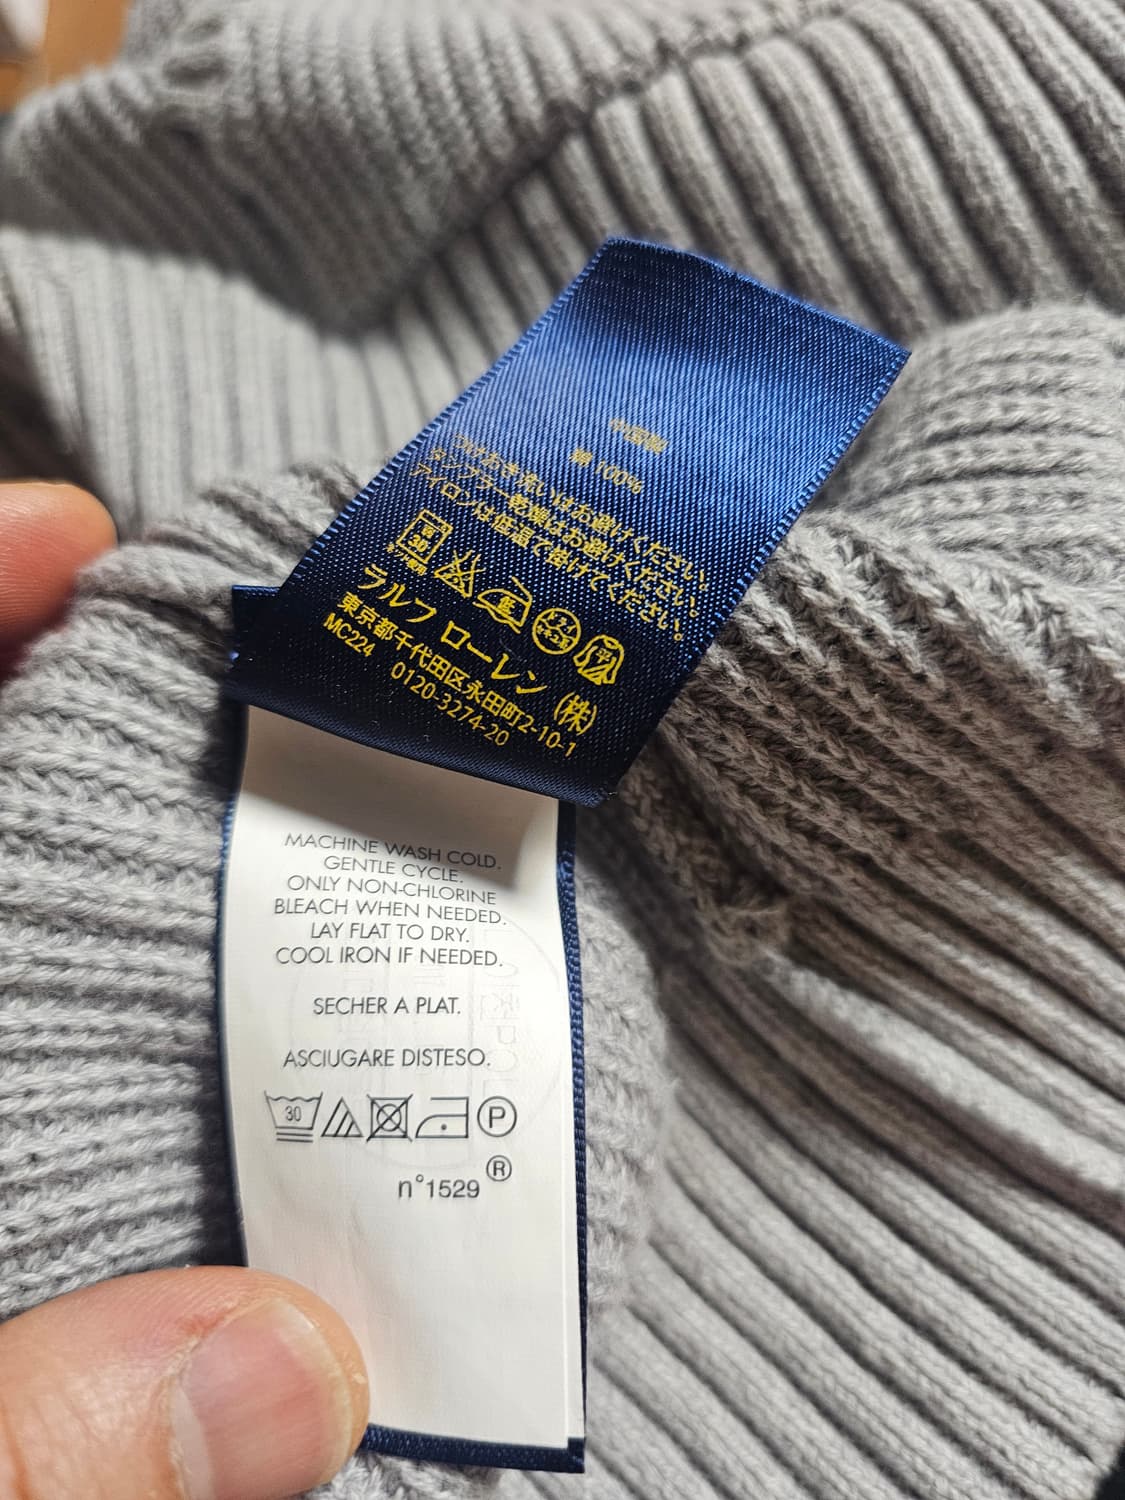 中国製
綿 100%
つけおき洗いはお避けください。
タンブラー乾燥はお避けください。
アイロンは低温で掛けてください。
ラルフ ローレン (株)
東京都千代田区永田町2-10-1
MC224 0120-3274-20
MACHINE WASH COLD.
GENTLE CYCLE.
ONLY NON-CHLORINE
BLEACH WHEN NEEDED.
LAY FLAT TO DRY.
COOL IRON IF NEEDED.
SECHER A PLAT.
ASCIUGARE DISTESO.
30 P
®
n°1529